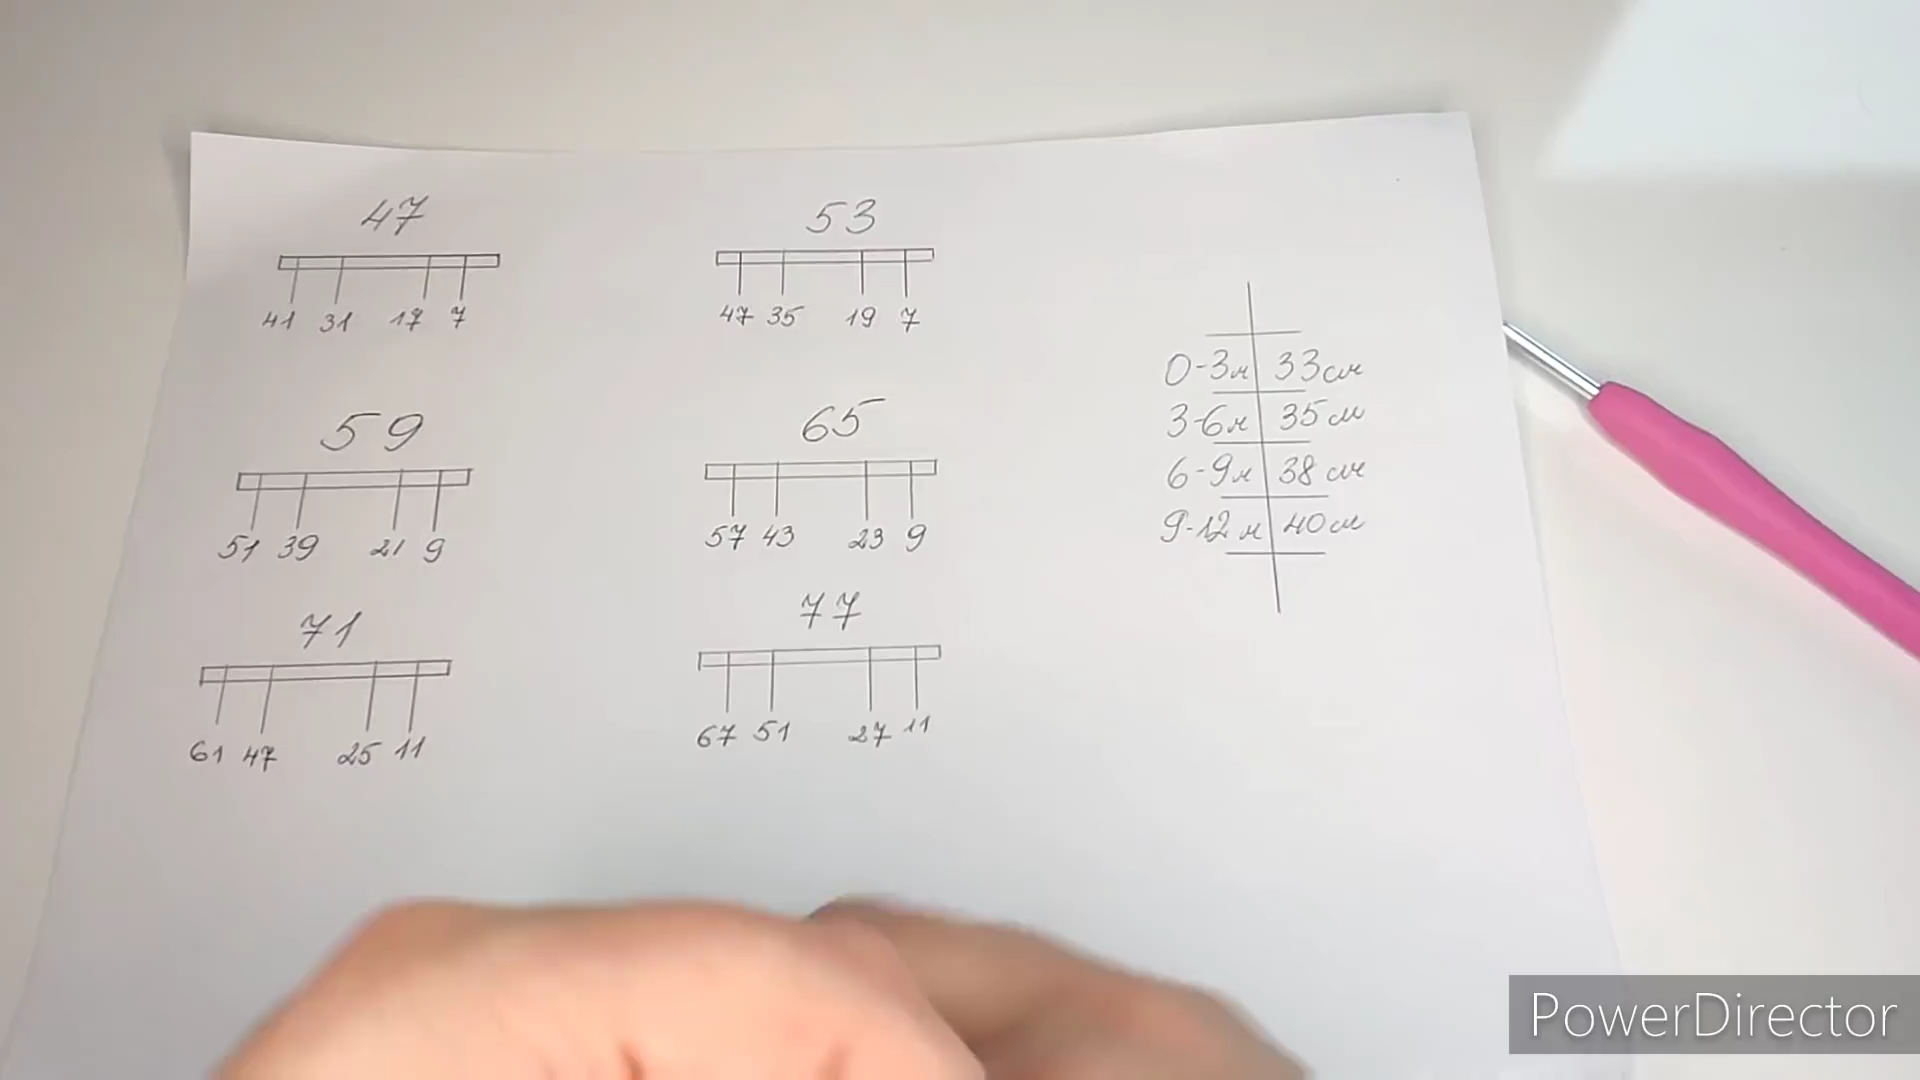 47
41 31 17 7
53
47 35 19 7
59
51 39 21 9
65
57 43 23 9
71
61 47 25 11
77
67 51 27 11
0-3м 33см
3-6м 35см
6-9м 38см
9-12м 40см
PowerDirector